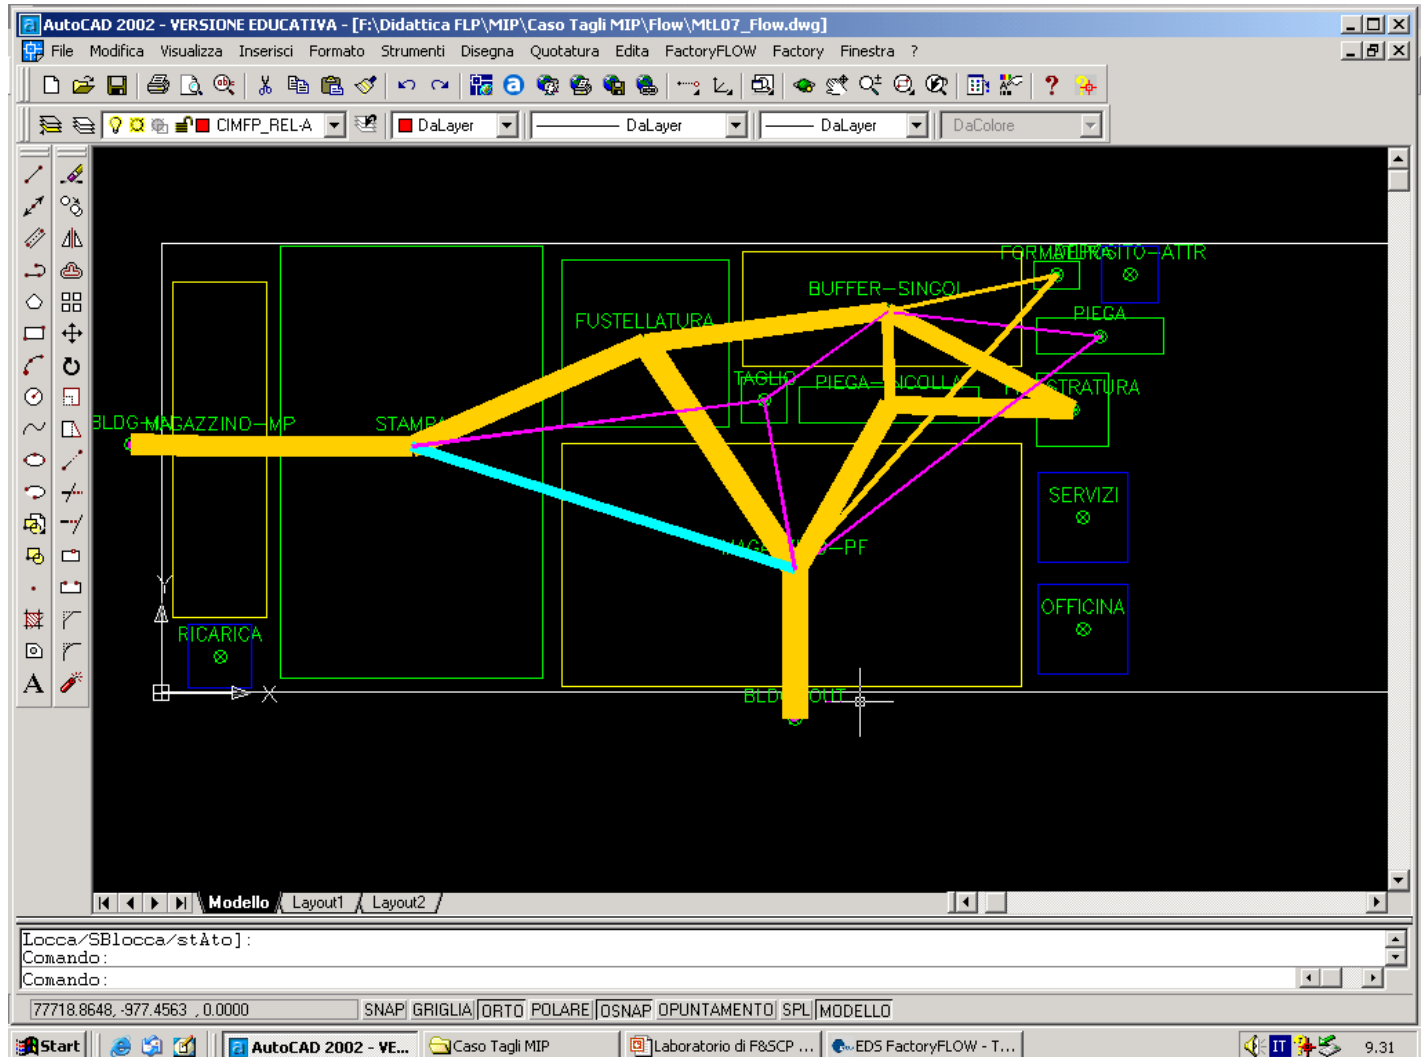 AutoCAD 2002 - VERSIONE EDUCATIVA - [F:\Didattica FLP\MIP\Caso Tagli MIP\Flow\MtL07_Flow.dwg]
File Modifica Visualizza Inserisci Formato Strumenti Disegna Quotatura Edita FactoryFLOW Factory Finestra ?
CIMFP_REL-A DaLayer DaLayer DaLayer DaColore
BUFFER-SINGOL
PIEGA
FUSTELLATURA
TAGLIO
STAMPA
MAGAZZINO-MP
SERVIZI
OFFICINA
RICARICA
Y
X
Modello Layout1 Layout2
Locca/SBlocca/stAto]:
Comando:
Comando:
77718.8648, -977.4563 , 0.0000 SNAP GRIGLIA ORTO POLARE OSNAP OPUNTAMENTO SPL MODELLO
Start AutoCAD 2002 - VE... Caso Tagli MIP Laboratorio di F&SCP ... EDS FactoryFLOW - T... IT 9.31